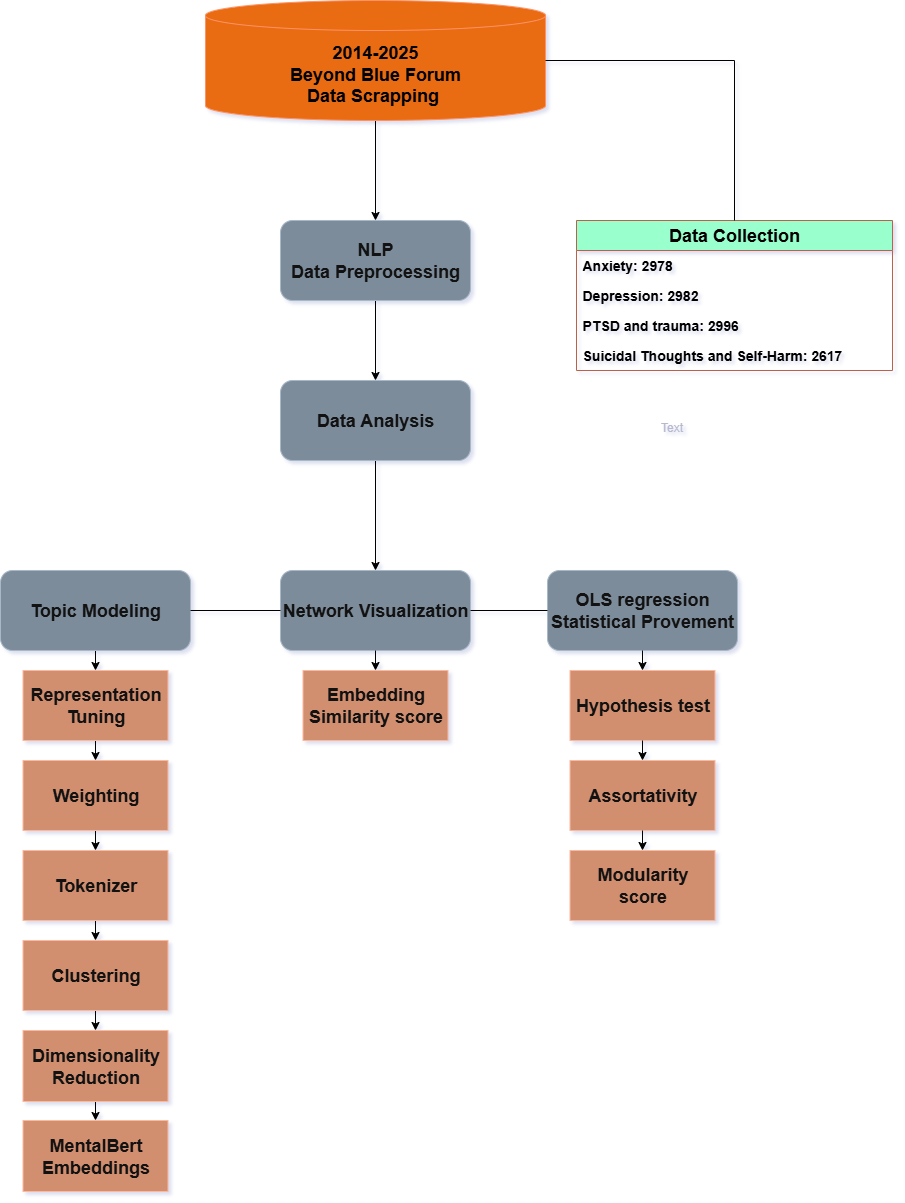 2014-2025
Beyond Blue Forum
Data Scrapping
NLP
Data Preprocessing
Data Collection
Anxiety: 2978
Depression: 2982
PTSD and trauma: 2996
Suicidal Thoughts and Self-Harm: 2617
Data Analysis
Text
Topic Modeling
Network Visualization
OLS regression
Statistical Provement
Representation
Tuning
Weighting
Tokenizer
Clustering
Dimensionality
Reduction
MentalBert
Embeddings
Embedding
Similarity score
Hypothesis test
Assortativity
Modularity
score